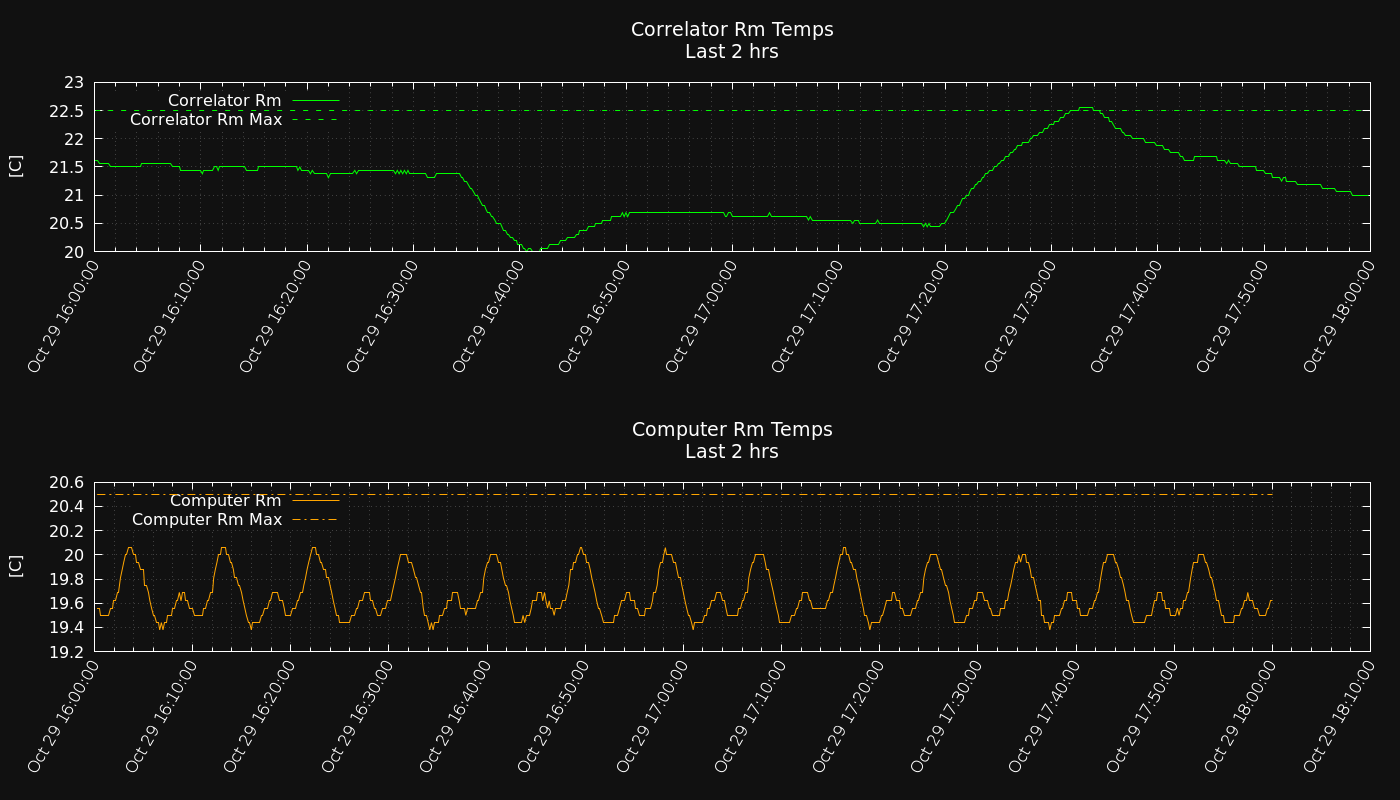 Correlator Rm Temps
Last 2 hrs
23
Correlator Rm
22.5
Correlator Rm Max
22
21.5
[C]
21
20.5
20
Oct 29 16:00:00
Oct 29 16:10:00
Oct 29 16:20:00
Oct 29 16:30:00
Oct 29 16:40:00
Oct 29 16:50:00
Oct 29 17:00:00
Oct 29 17:10:00
Oct 29 17:20:00
Oct 29 17:30:00
Oct 29 17:40:00
Oct 29 17:50:00
Oct 29 18:00:00
Computer Rm Temps
Last 2 hrs
20.6
Computer Rm
20.4
Computer Rm Max
20.2
20
[C]
19.8
19.6
19.4
19.2
Oct 29 16:00:00
Oct 29 16:10:00
Oct 29 16:20:00
Oct 29 16:30:00
Oct 29 16:40:00
Oct 29 16:50:00
Oct 29 17:00:00
Oct 29 17:10:00
Oct 29 17:20:00
Oct 29 17:30:00
Oct 29 17:40:00
Oct 29 17:50:00
Oct 29 18:00:00
Oct 29 18:10:00